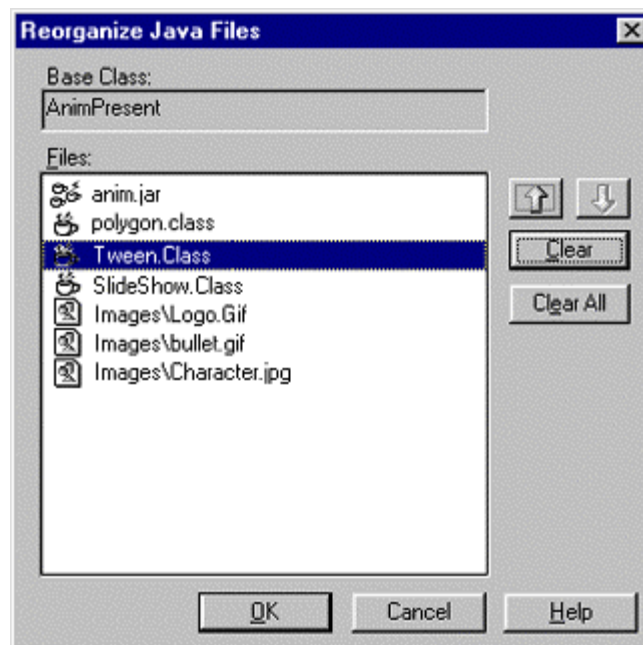 Reorganize Java Files
Base Class:
AnimPresent
Files:
anim.jar
polygon.class
Tween.Class
SlideShow.Class
Images\Logo.Gif
Images\bullet.gif
Images\Character.jpg
Clear
Clear All
OK
Cancel
Help